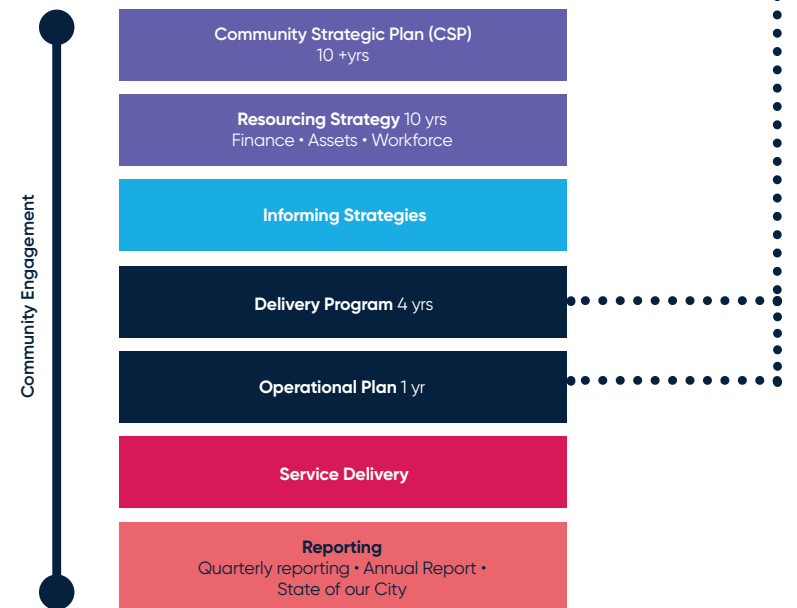 Community Engagement
Community Strategic Plan (CSP)
10 +yrs
Resourcing Strategy 10 yrs
Finance • Assets • Workforce
Informing Strategies
Delivery Program 4 yrs
Operational Plan 1 yr
Service Delivery
Reporting
Quarterly reporting • Annual Report •
State of our City